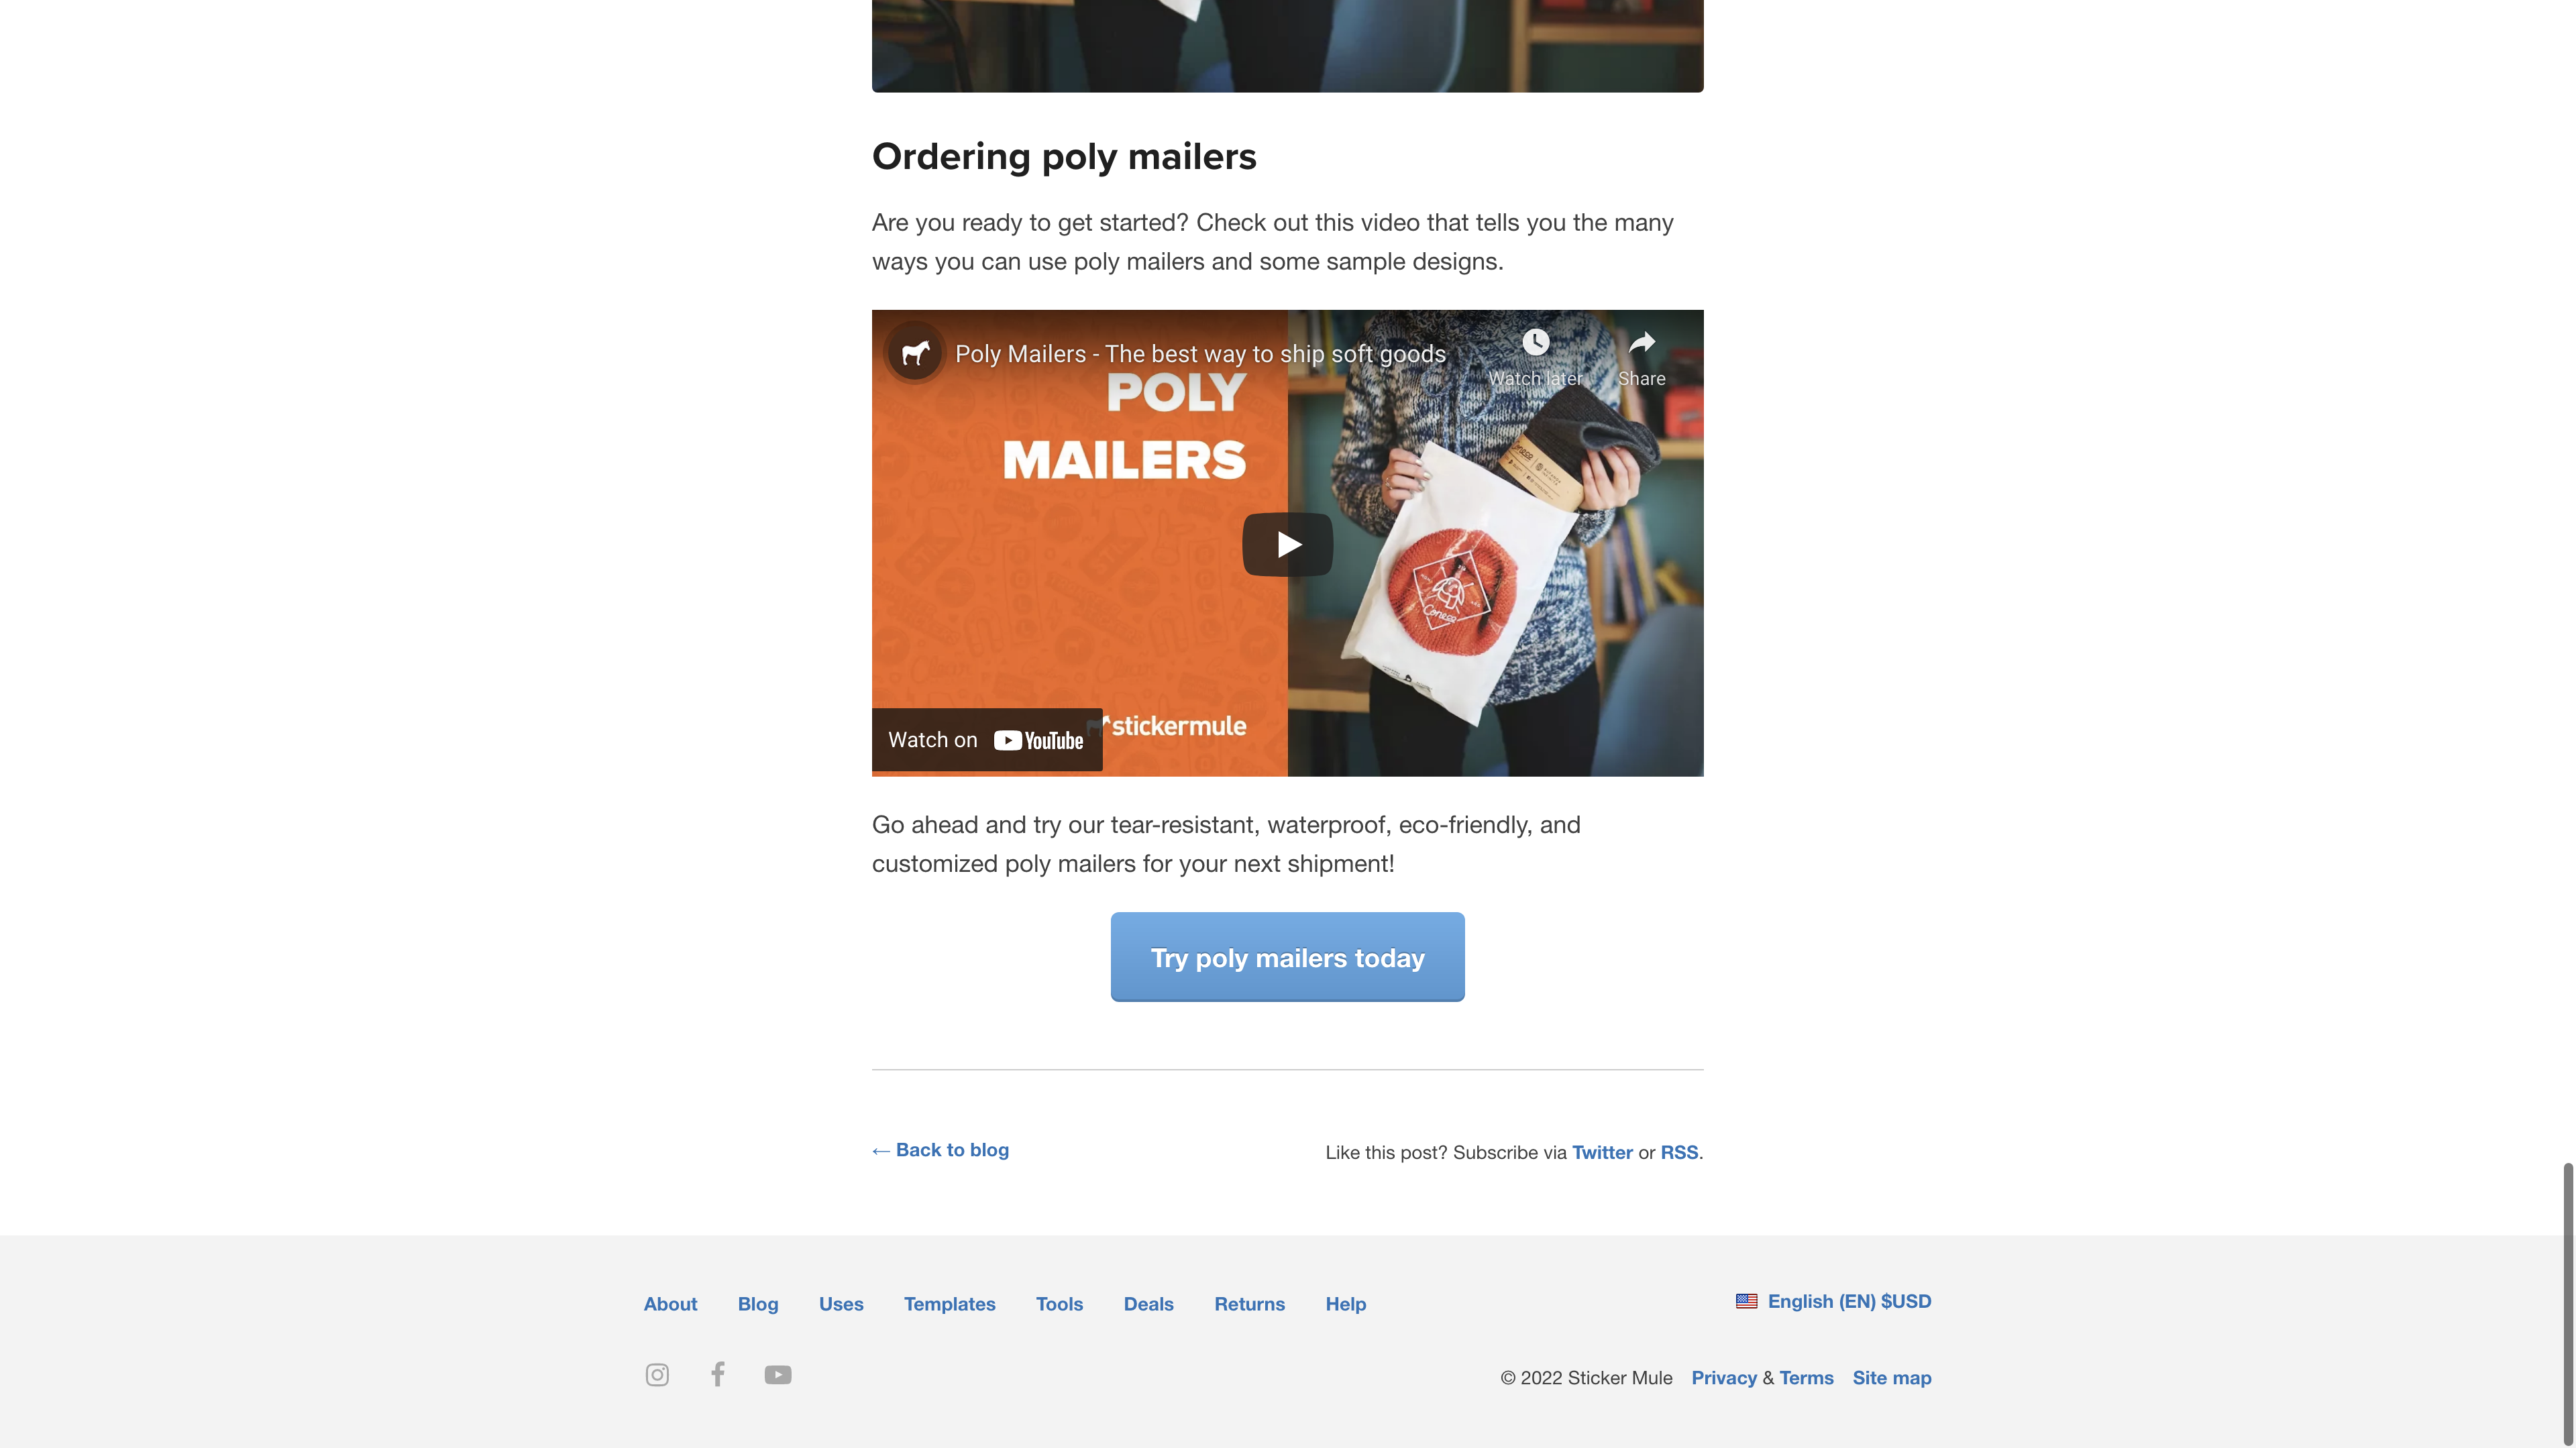 Ordering poly mailers
Are you ready to get started? Check out this video that tells you the many
ways you can use poly mailers and some sample designs.
Poly Mailers - The best way to ship soft goods
Watch later
Share
POLY
MAILERS
Coneco
Watch on YouTube
stickermule
Go ahead and try our tear-resistant, waterproof, eco-friendly, and
customized poly mailers for your next shipment!
Try poly mailers today
← Back to blog
Like this post? Subscribe via Twitter or RSS.
About Blog Uses Templates Tools Deals Returns Help
English (EN) $USD
© 2022 Sticker Mule Privacy & Terms Site map